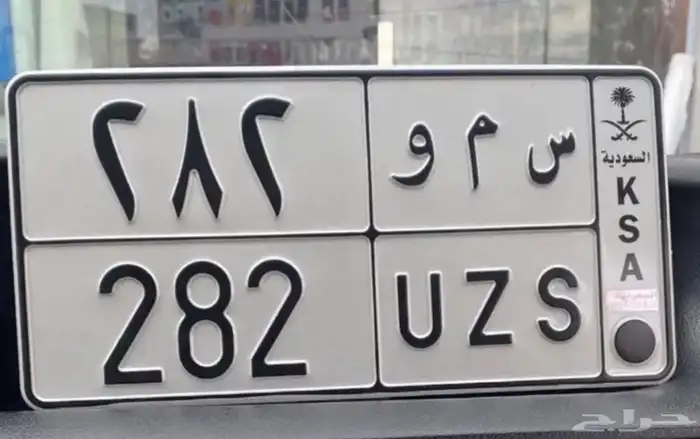 ٢٨٢ س م و
282 UZS
السعودية
K
S
A
حراج